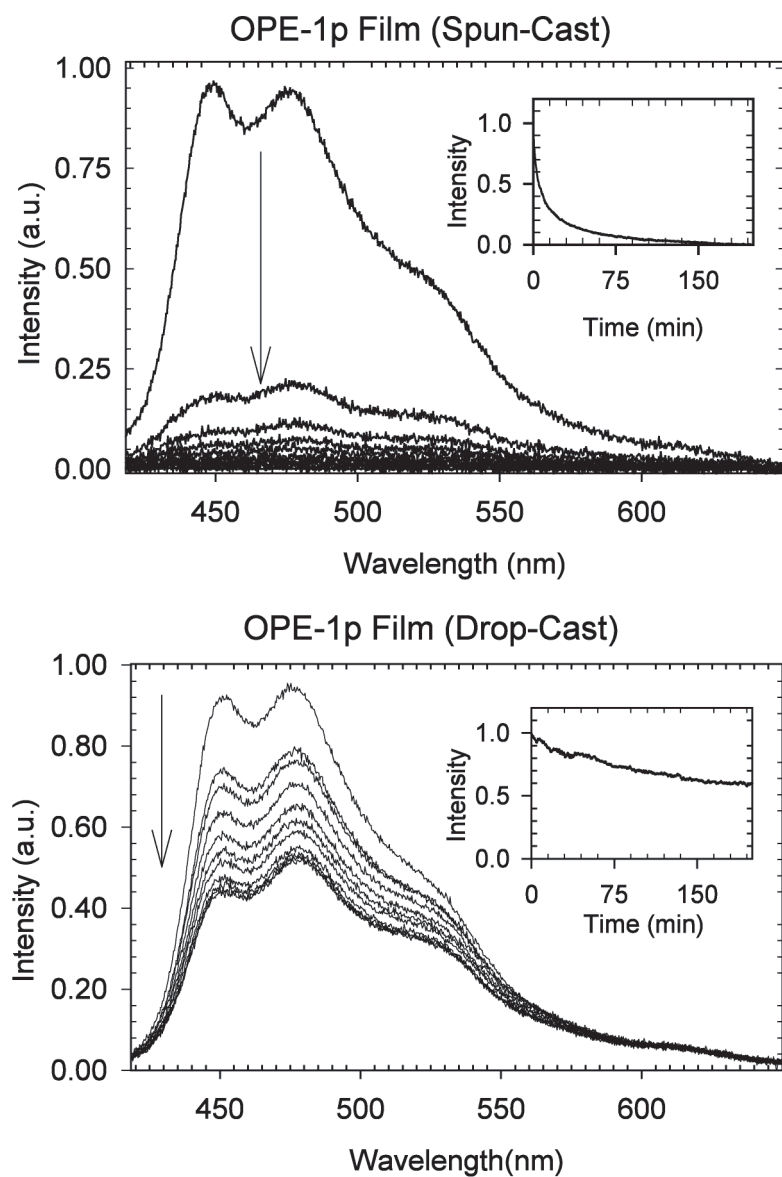 OPE-1p Film (Spun-Cast)
Intensity (a.u.)
1.00
0.75
0.50
0.25
0.00
450 500 550 600
Wavelength (nm)
Intensity
1.0
0.5
0.0
0 75 150
Time (min)
OPE-1p Film (Drop-Cast)
Intensity (a.u.)
1.00
0.80
0.60
0.40
0.20
0.00
450 500 550 600
Wavelength(nm)
Intensity
1.0
0.5
0.0
0 75 150
Time (min)